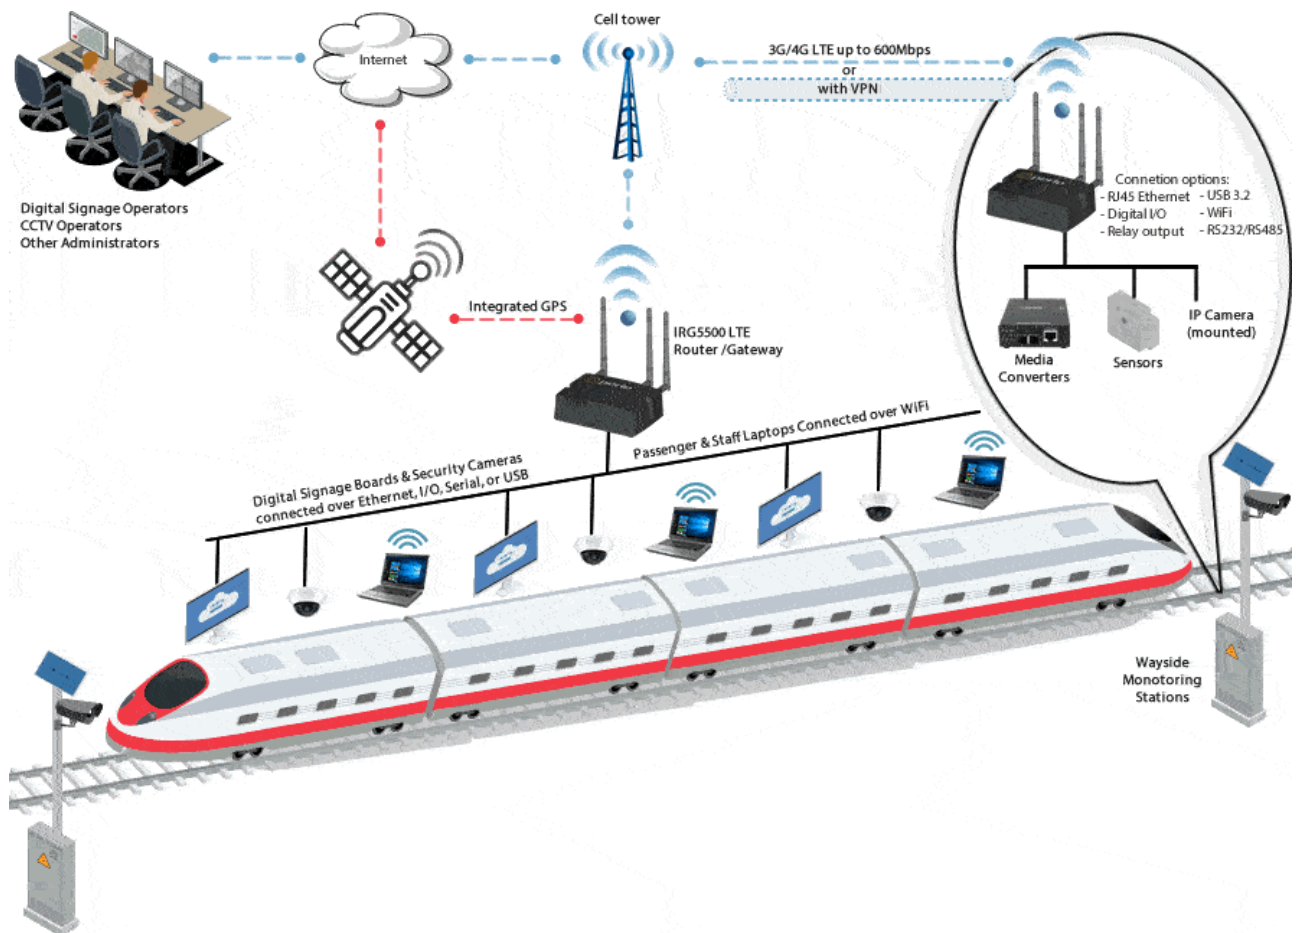 Cell tower
Internet
3G/4G LTE up to 600Mbps
or
with VPN
Digital Signage Operators
CCTV Operators
Other Administrators
Connetion options:
- RJ45 Ethernet - USB 3.2
- Digital I/O - WiFi
- Relay output - RS232/RS485
Integrated GPS
IRG5500 LTE
Router /Gateway
IP Camera
(mounted)
Media
Converters
Sensors
Passenger & Staff Laptops Connected over WiFi
Digital Signage Boards & Security Cameras
connected over Ethernet, I/O, Serial, or USB
Wayside
Monotoring
Stations